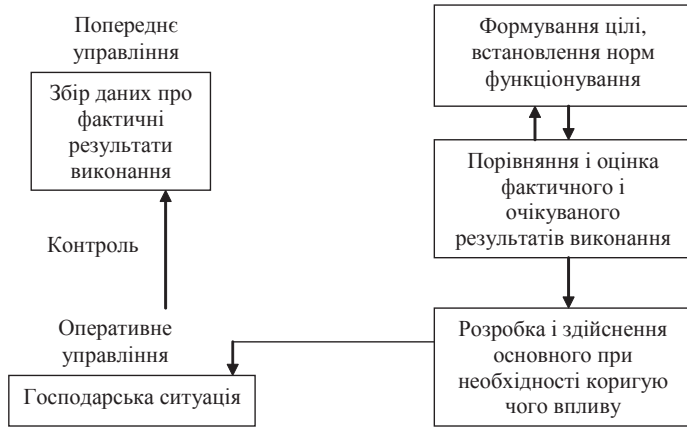 Попереднє
управління
Збір даних про
фактичні
результати
виконання
Контроль
Оперативне
управління
Господарська ситуація
Формування цілі,
встановлення норм
функціонування
Порівняння і оцінка
фактичного і
очікуваного
результатів виконання
Розробка і здійснення
основного при
необхідності коригую
чого впливу